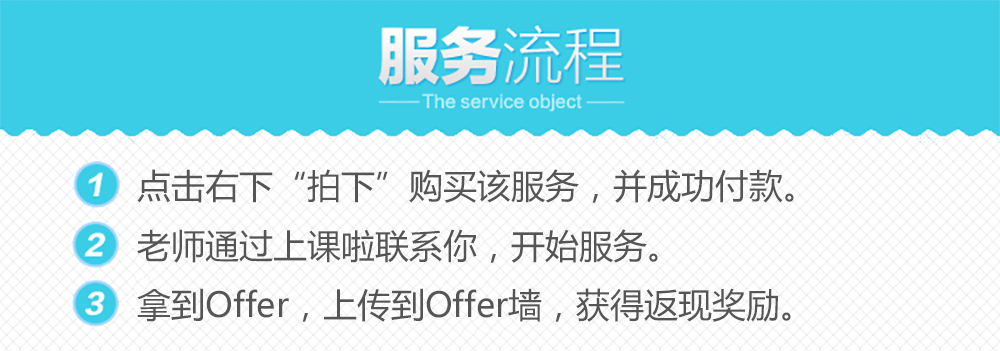 服务流程
The service object
1 点击右下“拍下”购买该服务，并成功付款。
2 老师通过上课啦联系你，开始服务。
3 拿到Offer，上传到Offer墙，获得返现奖励。